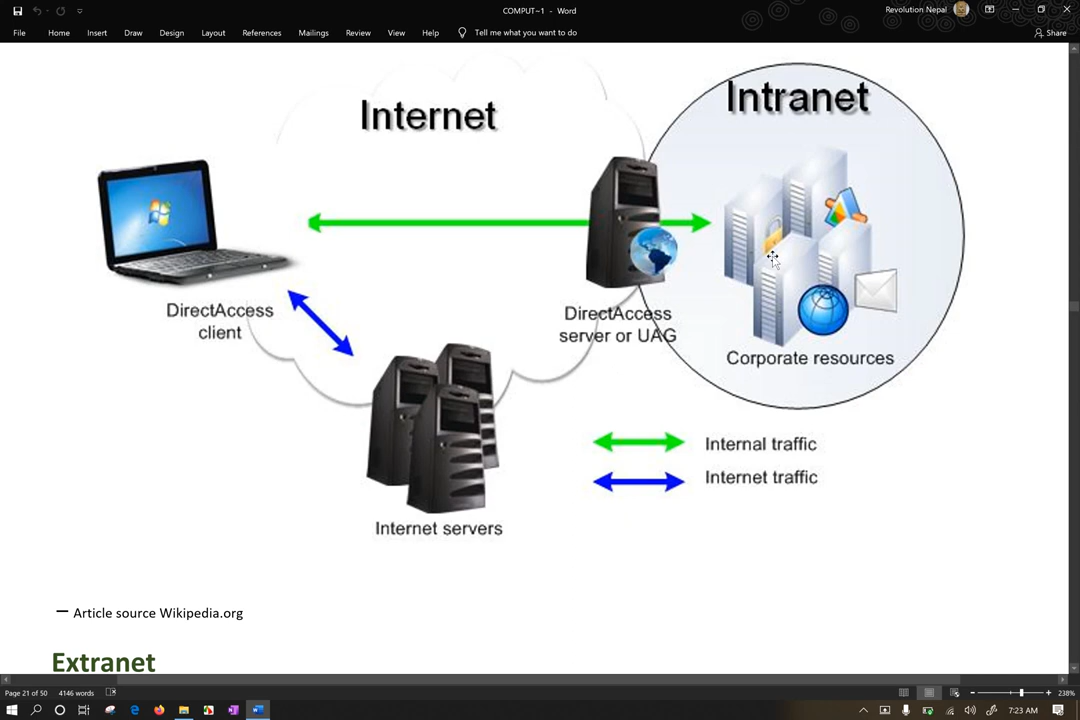 COMPUT~1 - Word
Revolution Nepal
File Home Insert Draw Design Layout References Mailings Review View Help Tell me what you want to do
Share
Internet
Intranet
DirectAccess
client
DirectAccess
server or UAG
Corporate resources
Internal traffic
Internet traffic
Internet servers
— Article source Wikipedia.org
Extranet
Page 21 of 50 4146 words
238%
7:23 AM